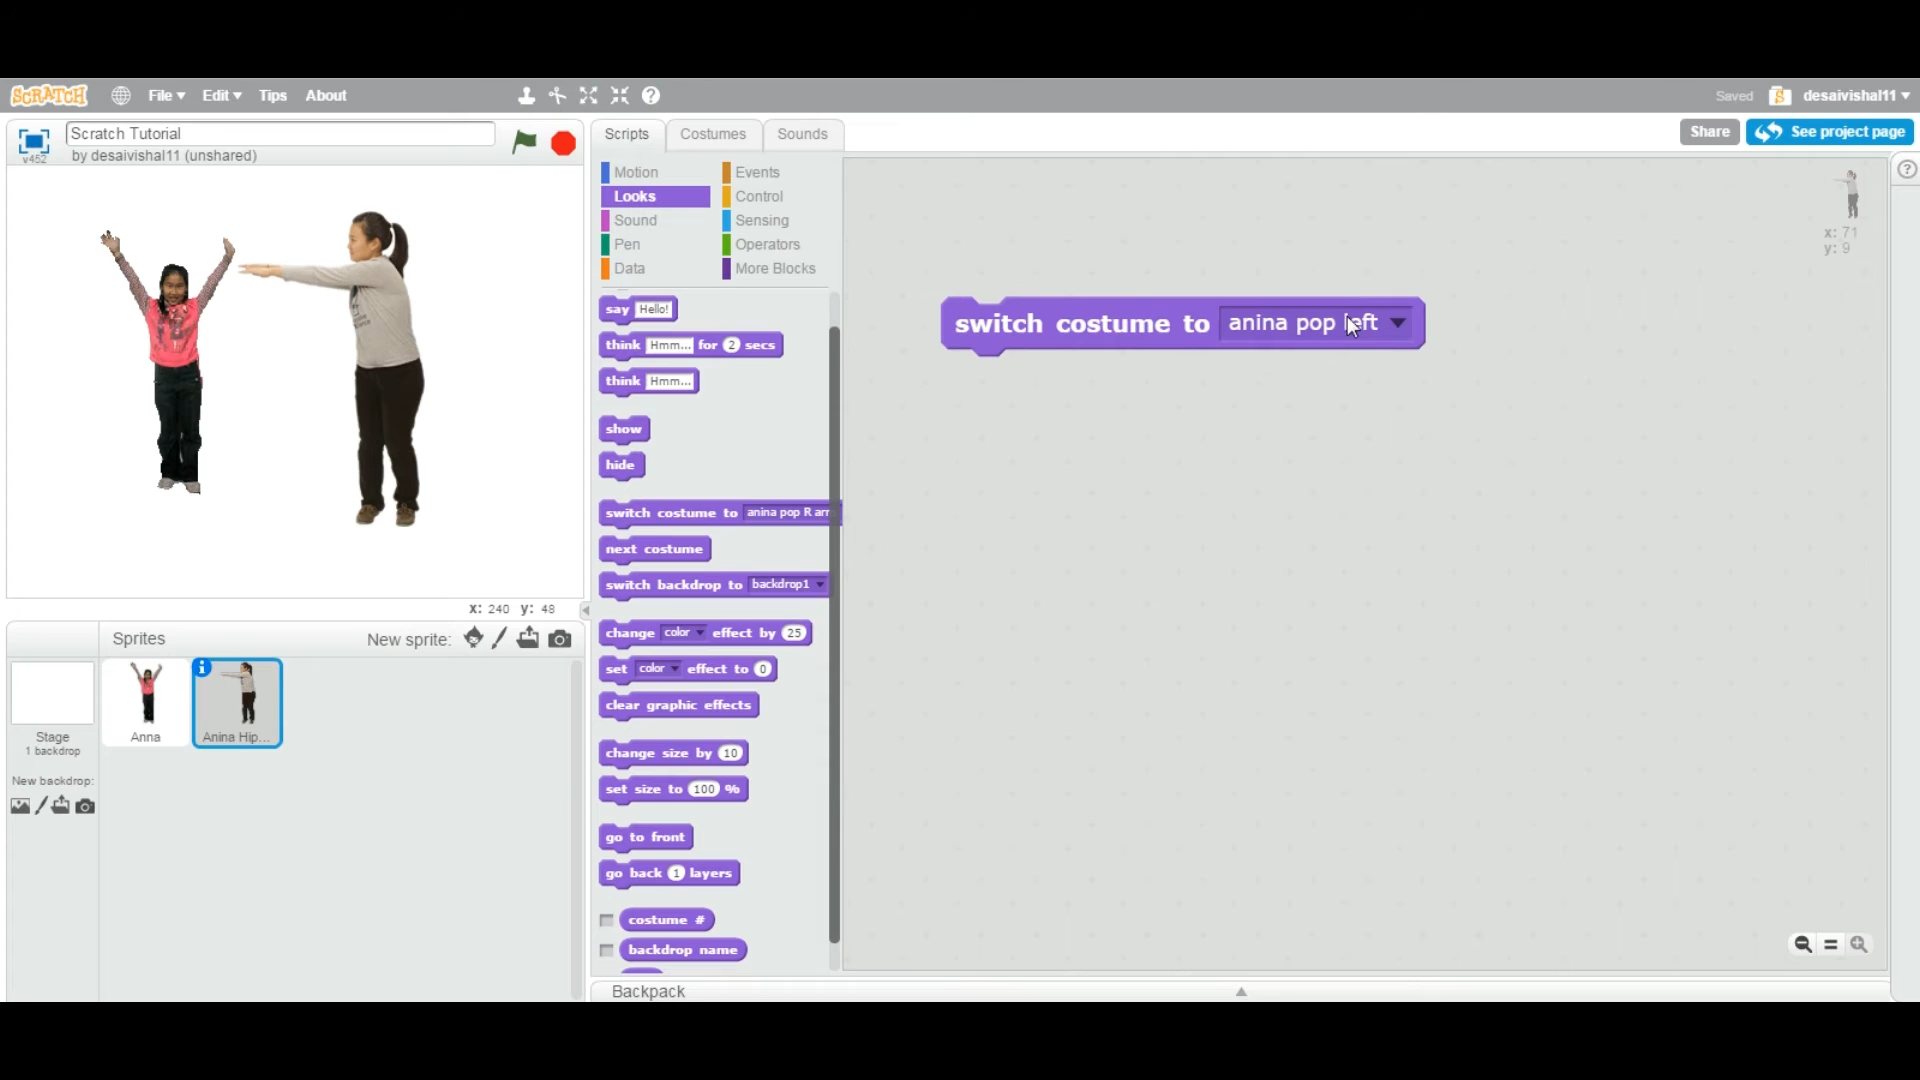 SCRATCH File Edit Tips About Saved desaivishal11
Scratch Tutorial
by desaivishal11 (unshared)
v452
Scripts Costumes Sounds
Share See project page
Motion Events
Looks Control
Sound Sensing
Pen Operators
Data More Blocks
x: 71
y: 9
say Hello!
think Hmm... for 2 secs
think Hmm...
show
hide
switch costume to anina pop R arm
next costume
switch backdrop to backdrop1
change color effect by 25
set color effect to 0
clear graphic effects
change size by 10
set size to 100 %
go to front
go back 1 layers
costume #
backdrop name
switch costume to anina pop left
x: 240 y: 48
Sprites New sprite:
Stage
1 backdrop
New backdrop:
Anna
Anina Hip...
Backpack